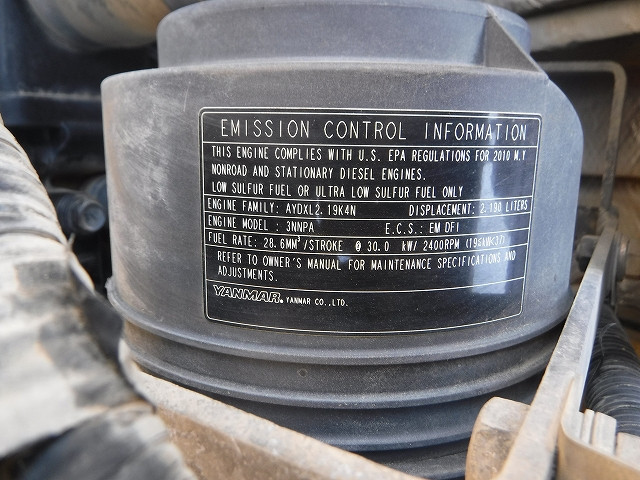 EMISSION CONTROL INFORMATION
THIS ENGINE COMPLIES WITH U.S. EPA REGULATIONS FOR 2010 M.Y
NONROAD AND STATIONARY DIESEL ENGINES.
LOW SULFUR FUEL OR ULTRA LOW SULFUR FUEL ONLY
ENGINE FAMILY: AYDXL2.19K4N DISPLACEMENT: 2.190 LITERS
ENGINE MODEL: 3NNPA E.C.S.: EM DFI
FUEL RATE: 28.6MM³/STROKE @ 30.0 kW/ 2400RPM (19≤kW<37)
REFER TO OWNER'S MANUAL FOR MAINTENANCE SPECIFICATIONS AND
ADJUSTMENTS.
YANMAR. YANMAR CO.,LTD.